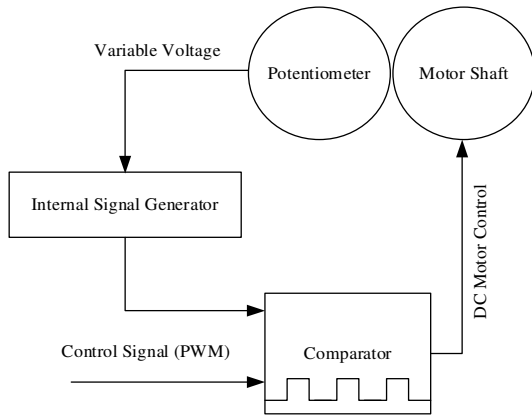 Variable Voltage
Potentiometer
Motor Shaft
Internal Signal Generator
DC Motor Control
Control Signal (PWM)
Comparator